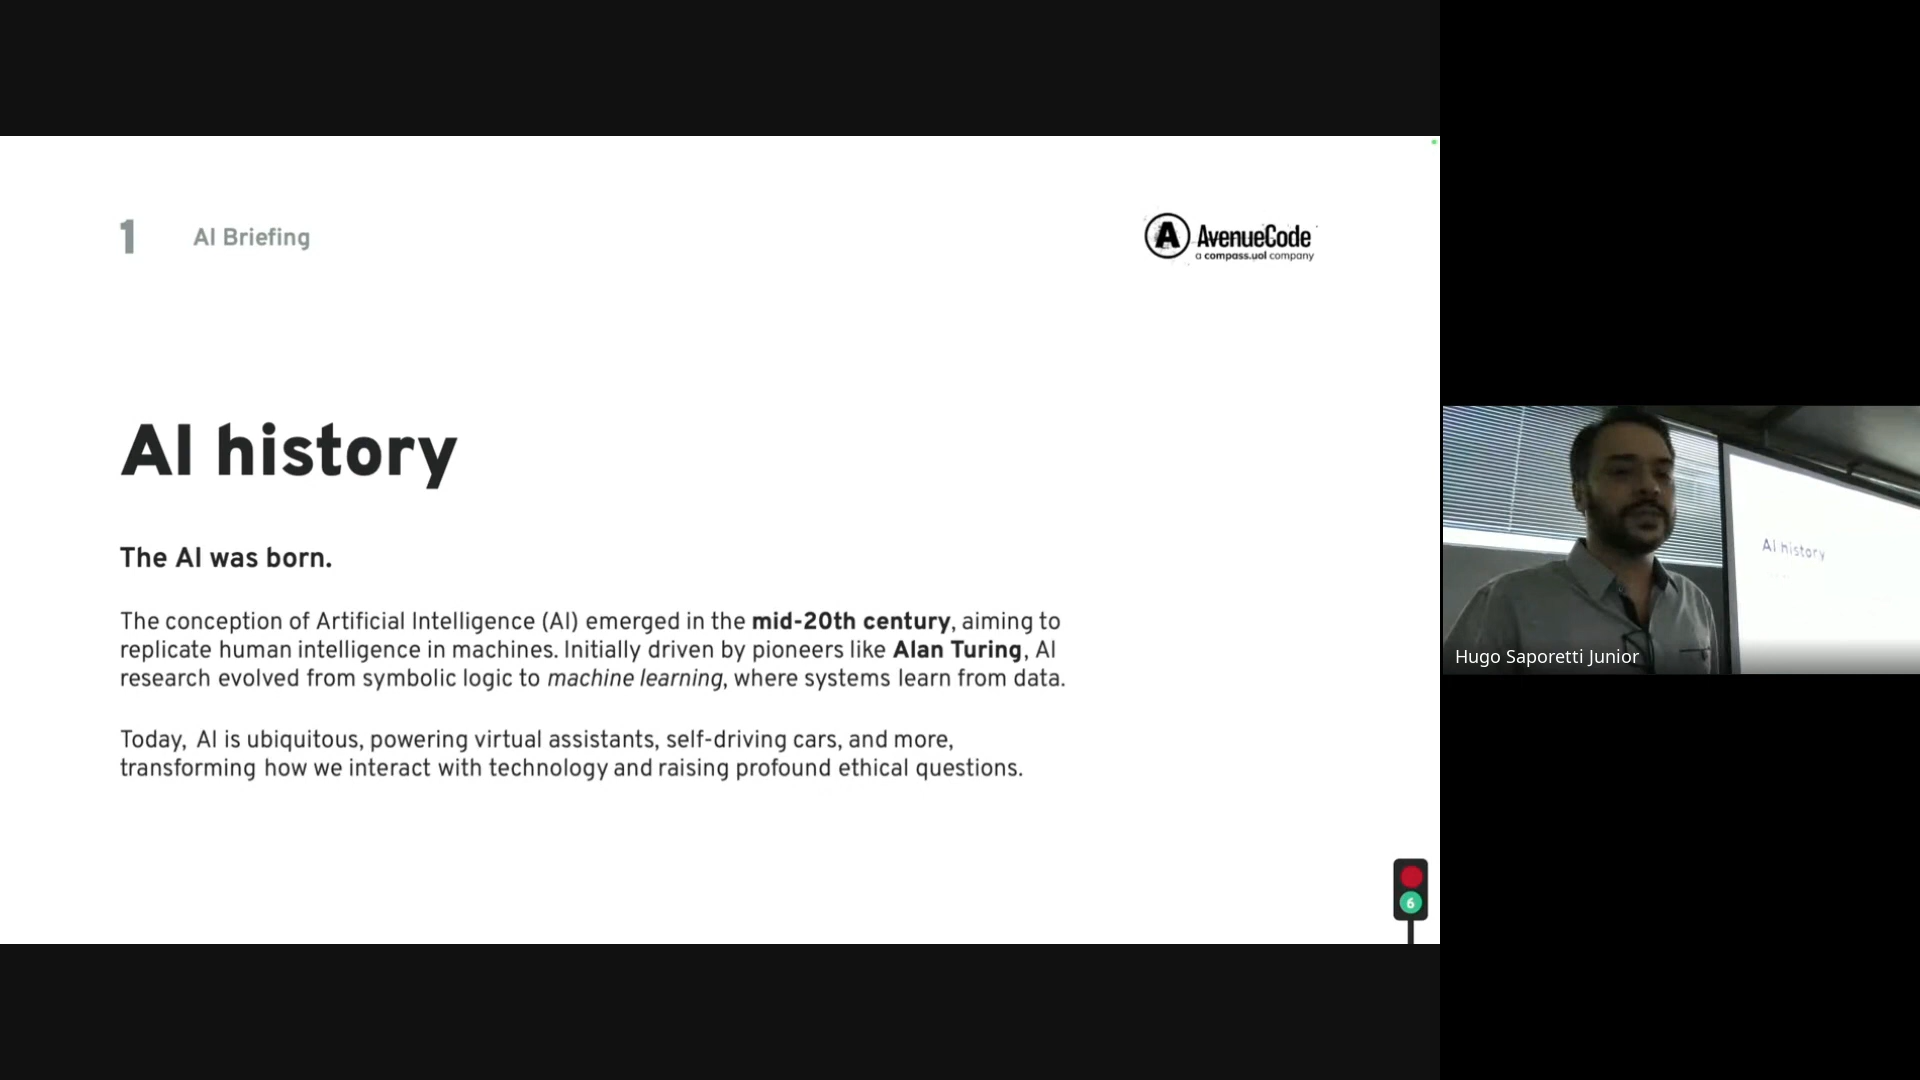 1 AI Briefing
A AvenueCode
a compass.uol company
AI history
The AI was born.
The conception of Artificial Intelligence (AI) emerged in the mid-20th century, aiming to
replicate human intelligence in machines. Initially driven by pioneers like Alan Turing, AI
research evolved from symbolic logic to machine learning, where systems learn from data.
Today, AI is ubiquitous, powering virtual assistants, self-driving cars, and more,
transforming how we interact with technology and raising profound ethical questions.
6
AI history
Hugo Saporetti Junior